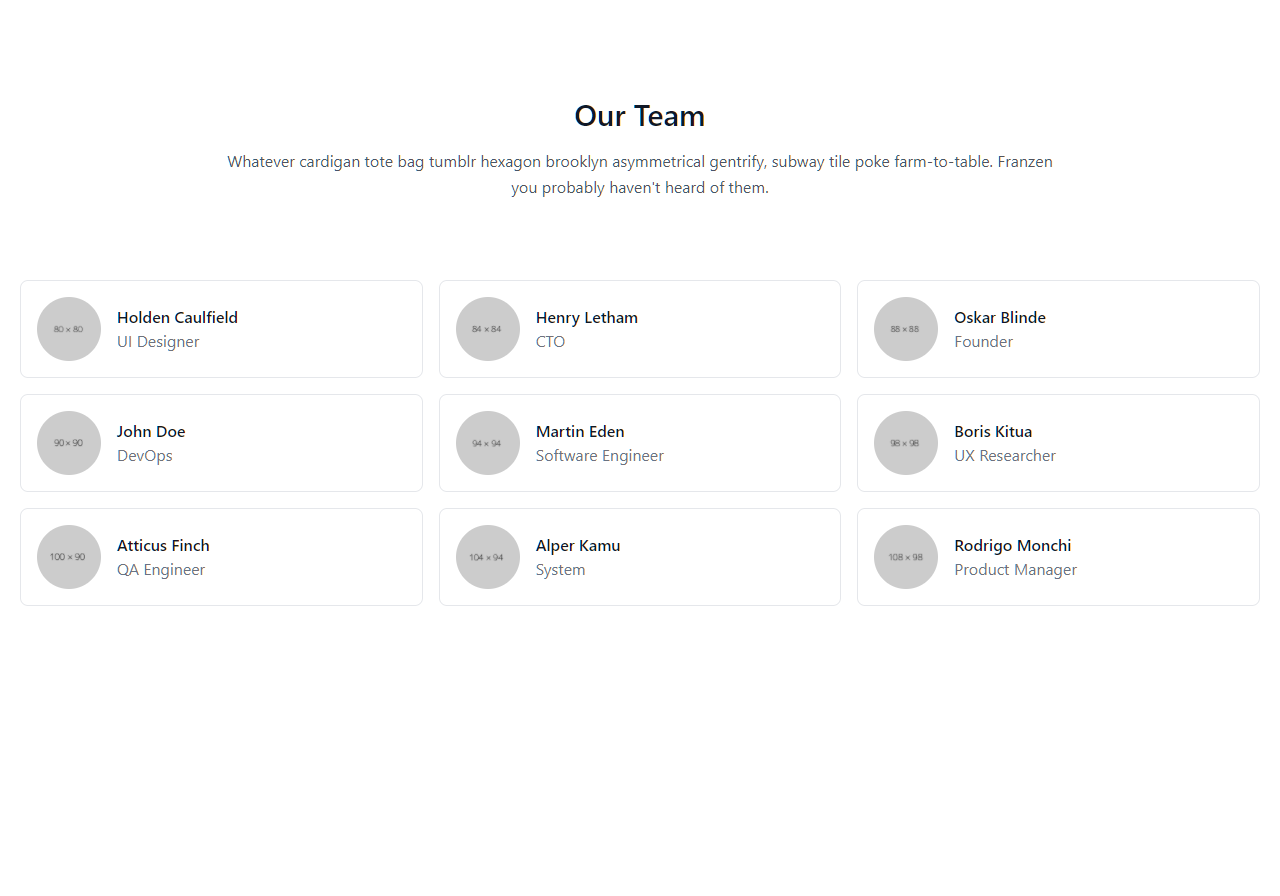 Our Team
Whatever cardigan tote bag tumblr hexagon brooklyn asymmetrical gentrify, subway tile poke farm-to-table. Franzen
you probably haven't heard of them.
80 × 80
Holden Caulfield
UI Designer
84 × 84
Henry Letham
CTO
88 × 88
Oskar Blinde
Founder
90 × 90
John Doe
DevOps
94 × 94
Martin Eden
Software Engineer
98 × 98
Boris Kitua
UX Researcher
100 × 90
Atticus Finch
QA Engineer
104 × 94
Alper Kamu
System
108 × 98
Rodrigo Monchi
Product Manager